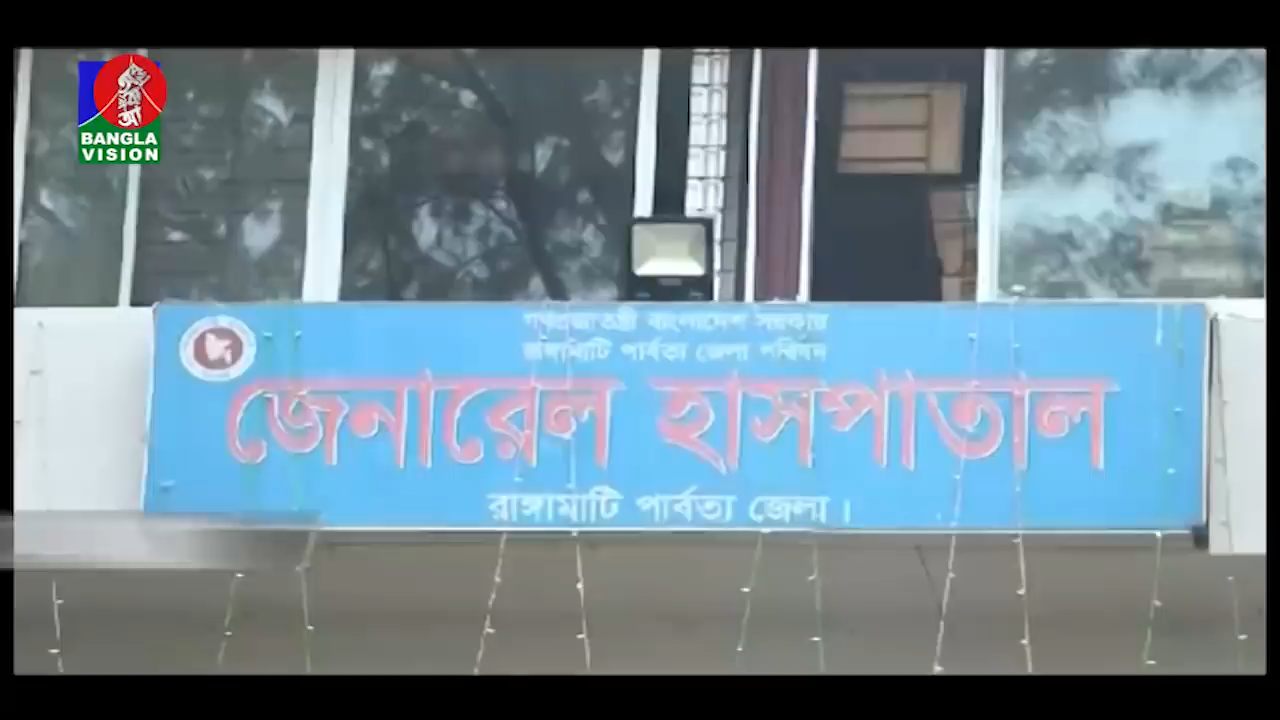 BANGLA
VISION
গণপ্রজাতন্ত্রী বাংলাদেশ সরকার
রাঙ্গামাটি পার্বত্য জেলা পরিষদ
জেনারেল হাসপাতাল
রাঙ্গামাটি পার্বত্য জেলা।